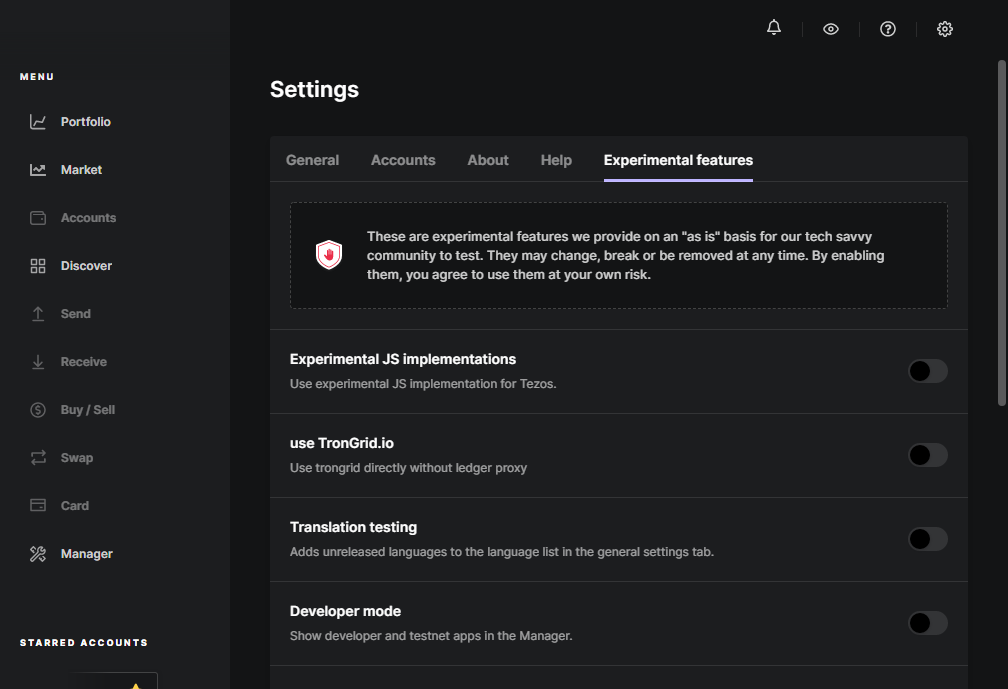 MENU
Portfolio
Market
Accounts
Discover
Send
Receive
Buy / Sell
Swap
Card
Manager
STARRED ACCOUNTS
Settings
General
Accounts
About
Help
Experimental features
These are experimental features we provide on an "as is" basis for our tech savvy
community to test. They may change, break or be removed at any time. By enabling
them, you agree to use them at your own risk.
Experimental JS implementations
Use experimental JS implementation for Tezos.
use TronGrid.io
Use trongrid directly without ledger proxy
Translation testing
Adds unreleased languages to the language list in the general settings tab.
Developer mode
Show developer and testnet apps in the Manager.